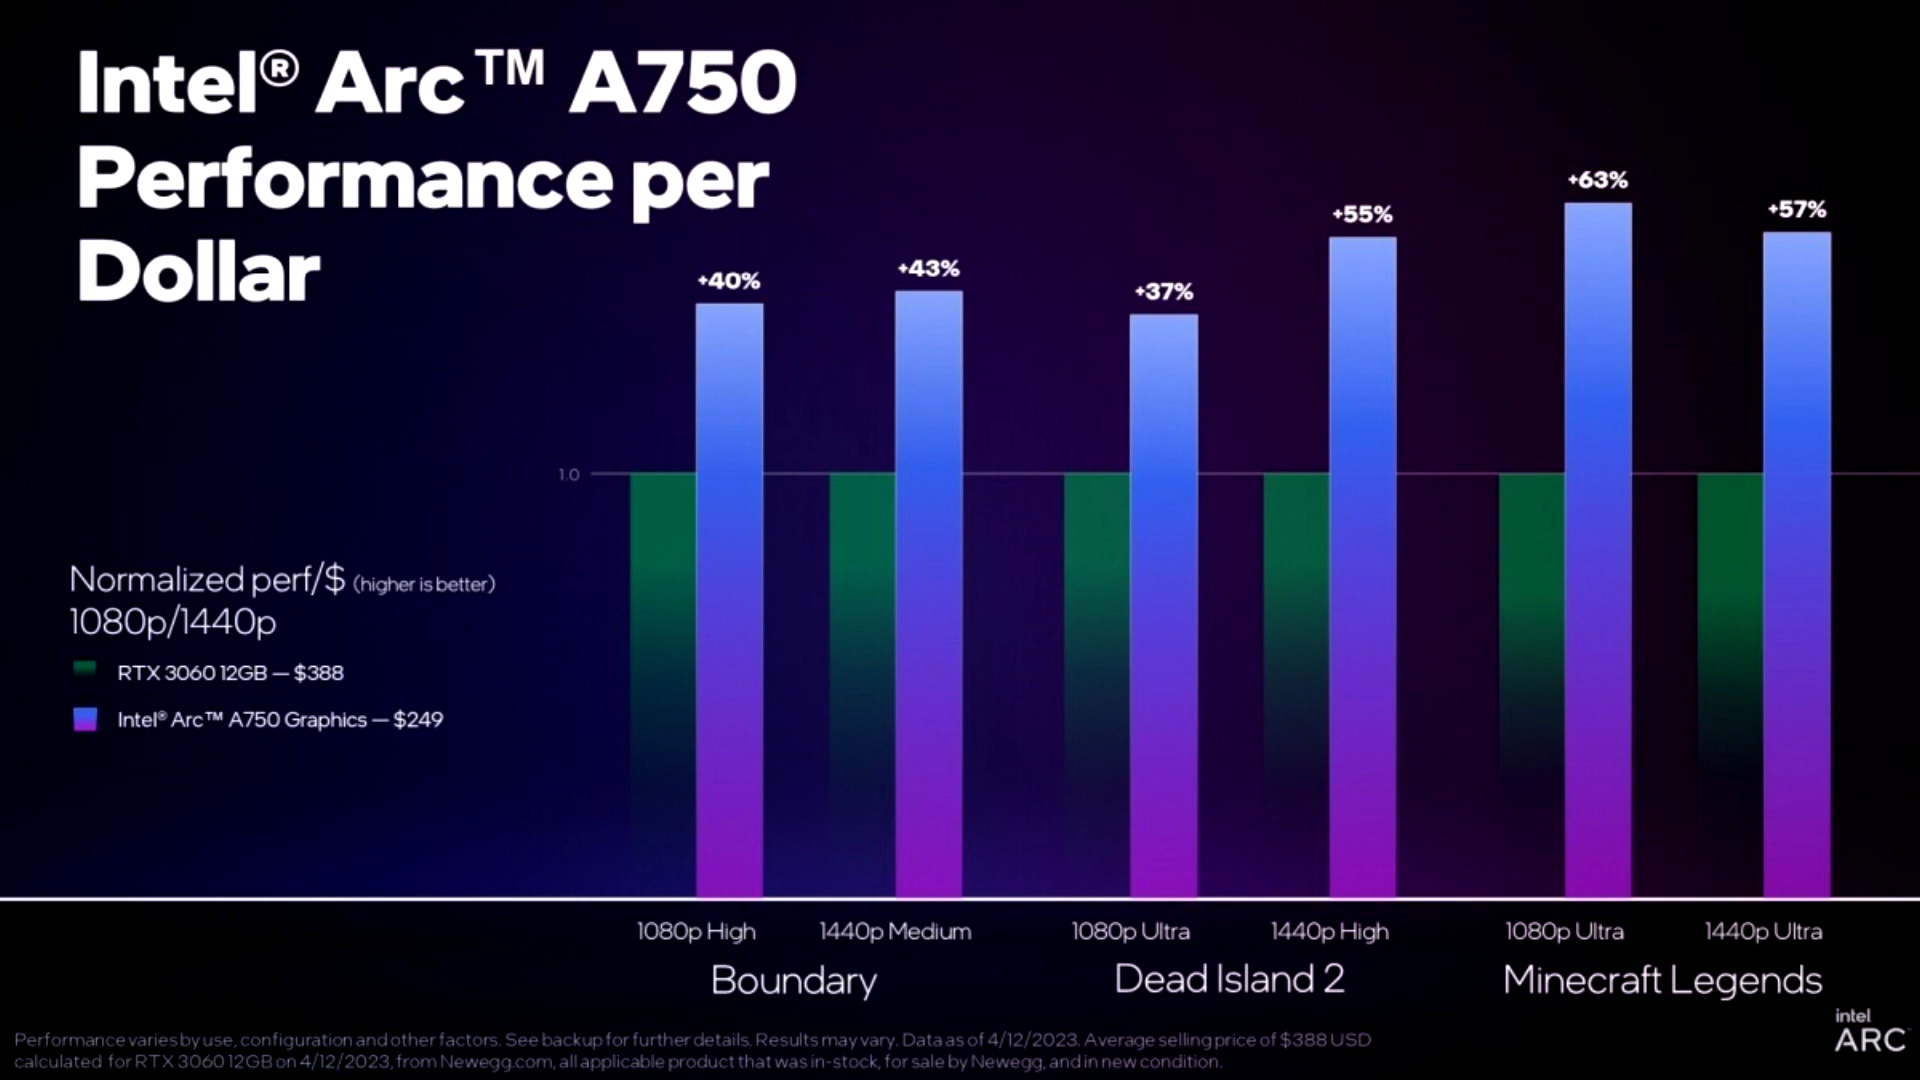 Intel® Arc™ A750
Performance per
Dollar
+40%
+43%
+37%
+55%
+63%
+57%
1.0
Normalized perf/$ (higher is better)
1080p/1440p
RTX 3060 12GB — $388
Intel® Arc™ A750 Graphics — $249
1080p High
1440p Medium
1080p Ultra
1440p High
1080p Ultra
1440p Ultra
Boundary
Dead Island 2
Minecraft Legends
Performance varies by use, configuration and other factors. See backup for further details. Results may vary. Data as of 4/12/2023. Average selling price of $388 USD
calculated for RTX 3060 12GB on 4/12/2023, from Newegg.com, all applicable product that was in-stock, for sale by Newegg, and in new condition.
intel
ARC